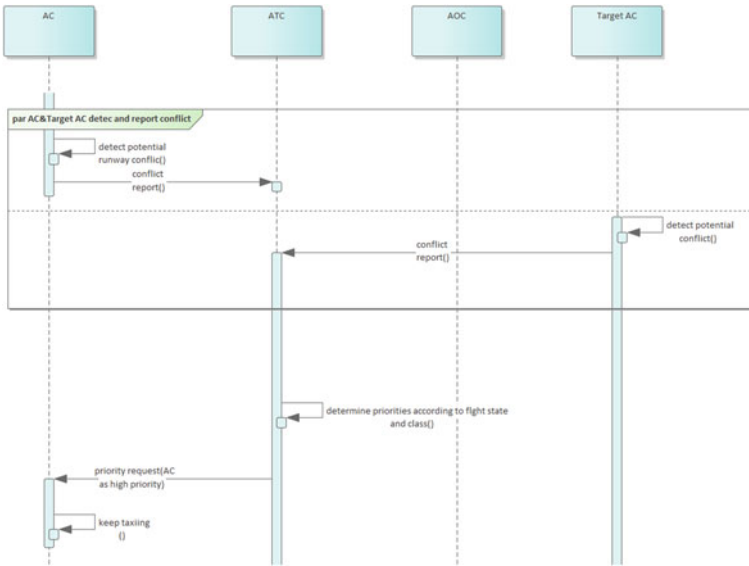 AC
ATC
AOC
Target AC
par AC&Target AC detec and report conflict
detect potential
runway conflic()
conflict
report()
detect potential
conflict()
conflict
report()
determine priorities according to flight state
and class()
priority request(AC
as high priority)
keep taxiing
()